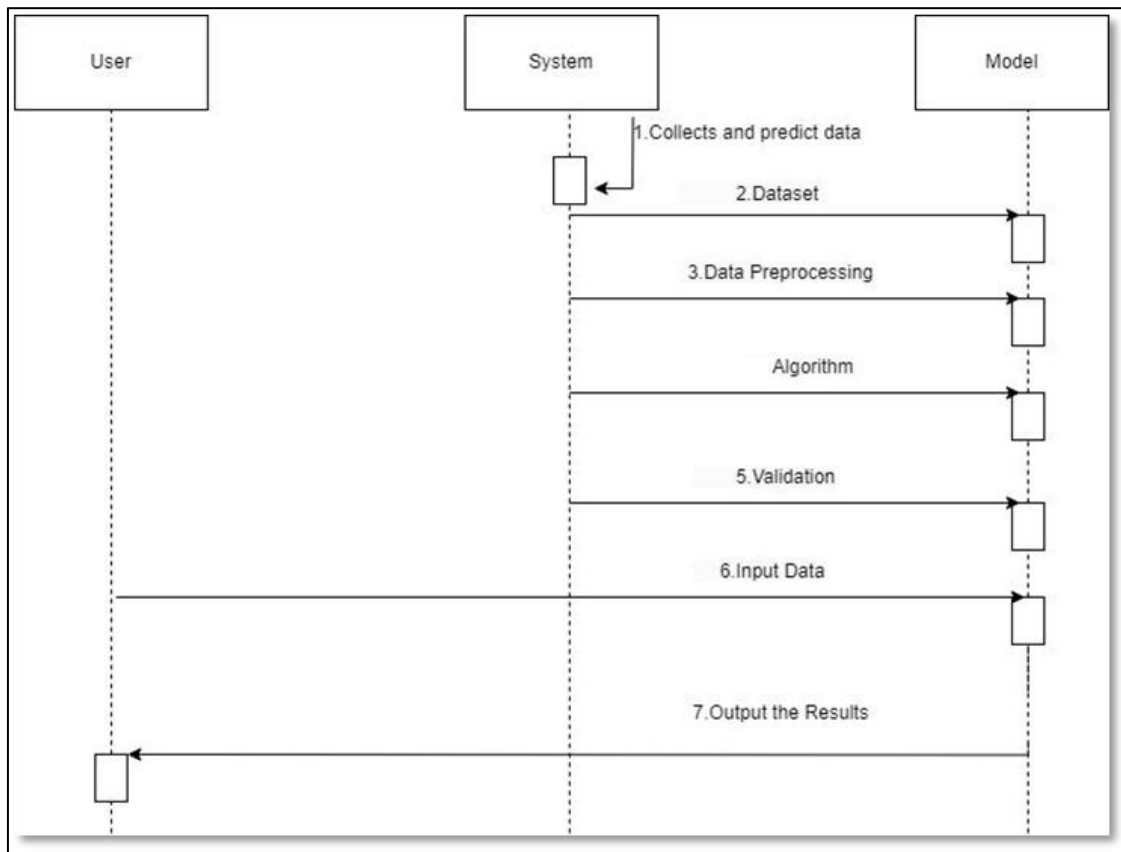 User
System
Model
1.Collects and predict data
2.Dataset
3.Data Preprocessing
Algorithm
5.Validation
6.Input Data
7.Output the Results